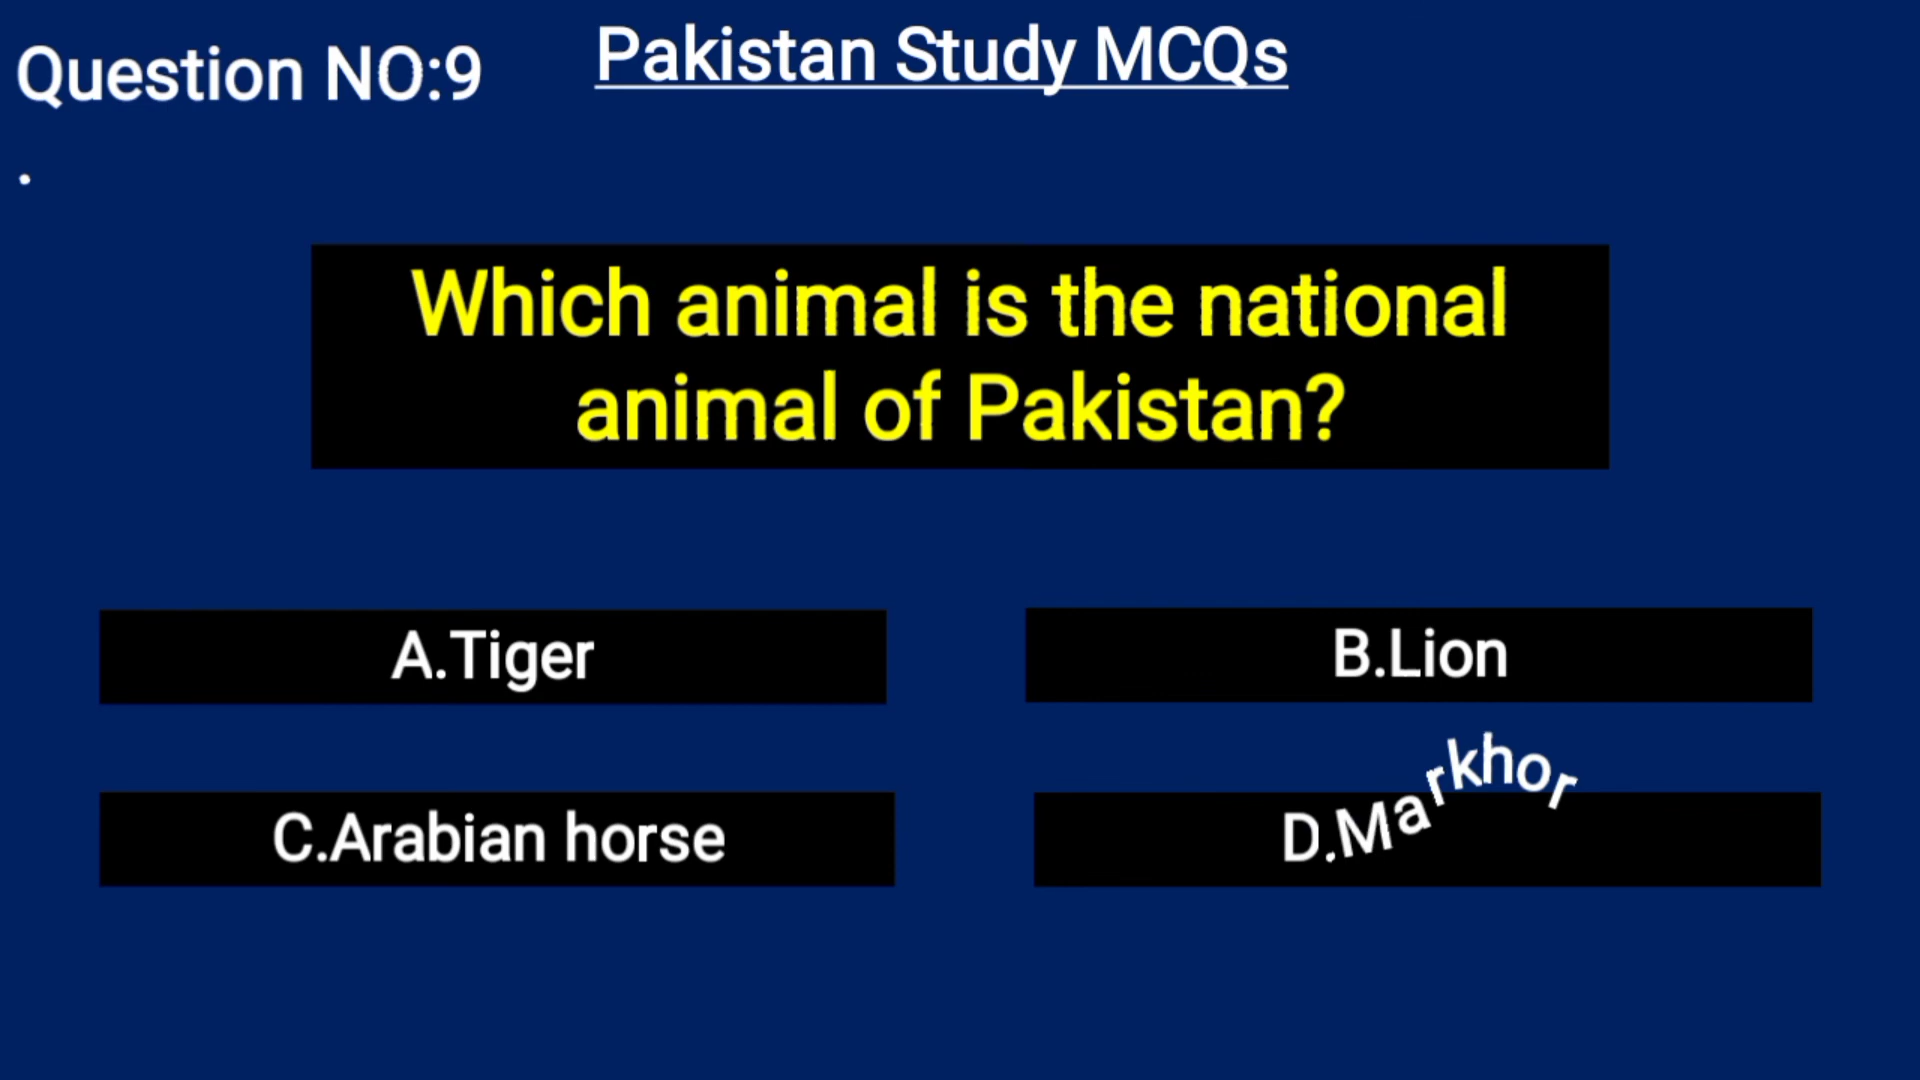 Question NO:9
Pakistan Study MCQs
.
Which animal is the national
animal of Pakistan?
A.Tiger
B.Lion
C.Arabian horse
D.Markhor